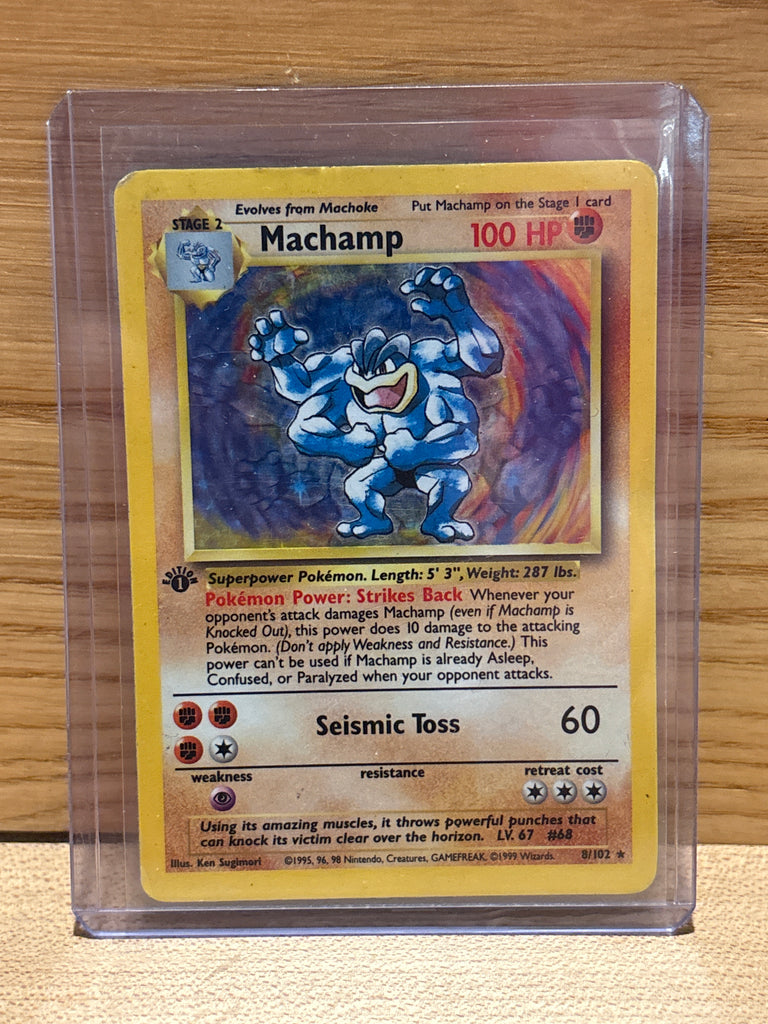 Evolves from Machoke Put Machamp on the Stage 1 card
STAGE 2
Machamp 100 HP
EDITION 1
Superpower Pokémon. Length: 5' 3", Weight: 287 lbs.
Pokémon Power: Strikes Back Whenever your
opponent's attack damages Machamp (even if Machamp is
Knocked Out), this power does 10 damage to the attacking
Pokémon. (Don't apply Weakness and Resistance.) This
power can't be used if Machamp is already Asleep,
Confused, or Paralyzed when your opponent attacks.
Seismic Toss 60
weakness resistance retreat cost
Using its amazing muscles, it throws powerful punches that
can knock its victim clear over the horizon. LV. 67 #68
Illus. Ken Sugimori ©1995, 96, 98 Nintendo, Creatures, GAMEFREAK. ©1999 Wizards. 8/102 ★